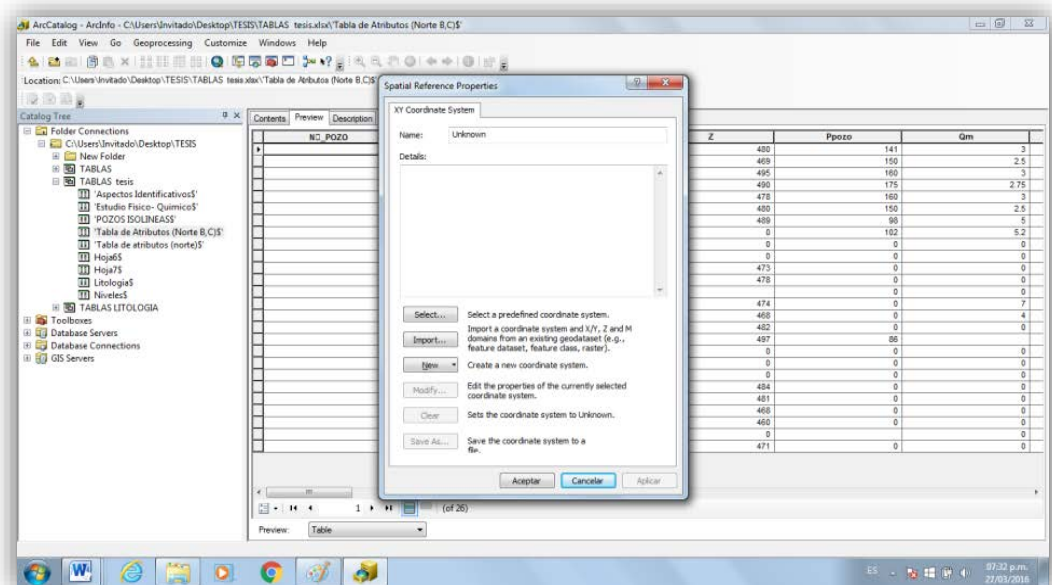 ArcCatalog - ArcInfo - C:\Users\Invitado\Desktop\TESIS\TABLAS tesis.xlsx\'Tabla de Atributos (Norte B,C)$'
File Edit View Go Geoprocessing Customize Windows Help
Location: C:\Users\Invitado\Desktop\TESIS\TABLAS tesis.xlsx\'Tabla de Atributos (Norte B,C)$'
Catalog Tree
Folder Connections
C:\Users\Invitado\Desktop\TESIS
New Folder
TABLAS
TABLAS tesis
'Aspectos Identificativos$'
'Estudio Fisico- Quimico$'
'POZOS ISOLINEAS$'
'Tabla de Atributos (Norte B,C)$'
'Tabla de atributos (norte)$'
Hoja6$
Hoja7$
Litologia$
Niveles$
TABLAS LITOLOGIA
Toolboxes
Database Servers
Database Connections
GIS Servers
Contents Preview Description
N□_POZO Z Ppozo Qm
480 141 3
469 150 2.5
495 160 3
490 175 2.75
478 160 3
480 150 2.5
489 98 5
0 102 5.2
0 0 0
0 0 0
473 0 0
478 0 0
0 0
474 0 7
468 0 4
482 0 0
497 86
0 0 0
0 0 0
0 0 0
484 0 0
481 0 0
468 0 0
460 0 0
0 0
471 0 0
Spatial Reference Properties
XY Coordinate System
Name: Unknown
Details:
Select... Select a predefined coordinate system.
Import... Import a coordinate system and X/Y, Z and M
domains from an existing geodataset (e.g.,
feature dataset, feature class, raster).
New Create a new coordinate system.
Modify... Edit the properties of the currently selected
coordinate system.
Clear Sets the coordinate system to Unknown.
Save As... Save the coordinate system to a
file.
Aceptar Cancelar Aplicar
1 (of 26)
Preview: Table
ES 07:32 p.m.
27/03/2016